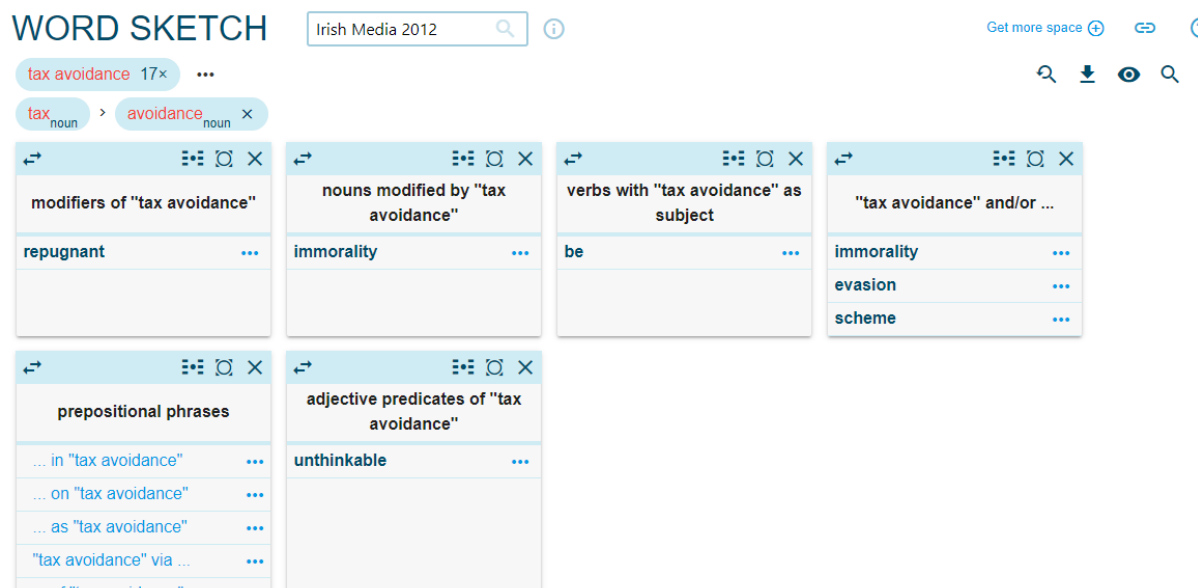 WORD SKETCH
Irish Media 2012
Get more space
tax avoidance 17×
tax noun > avoidance noun ×
modifiers of "tax avoidance"
repugnant
nouns modified by "tax
avoidance"
immorality
verbs with "tax avoidance" as
subject
be
"tax avoidance" and/or ...
immorality
evasion
scheme
prepositional phrases
... in "tax avoidance"
... on "tax avoidance"
... as "tax avoidance"
"tax avoidance" via ...
adjective predicates of "tax
avoidance"
unthinkable